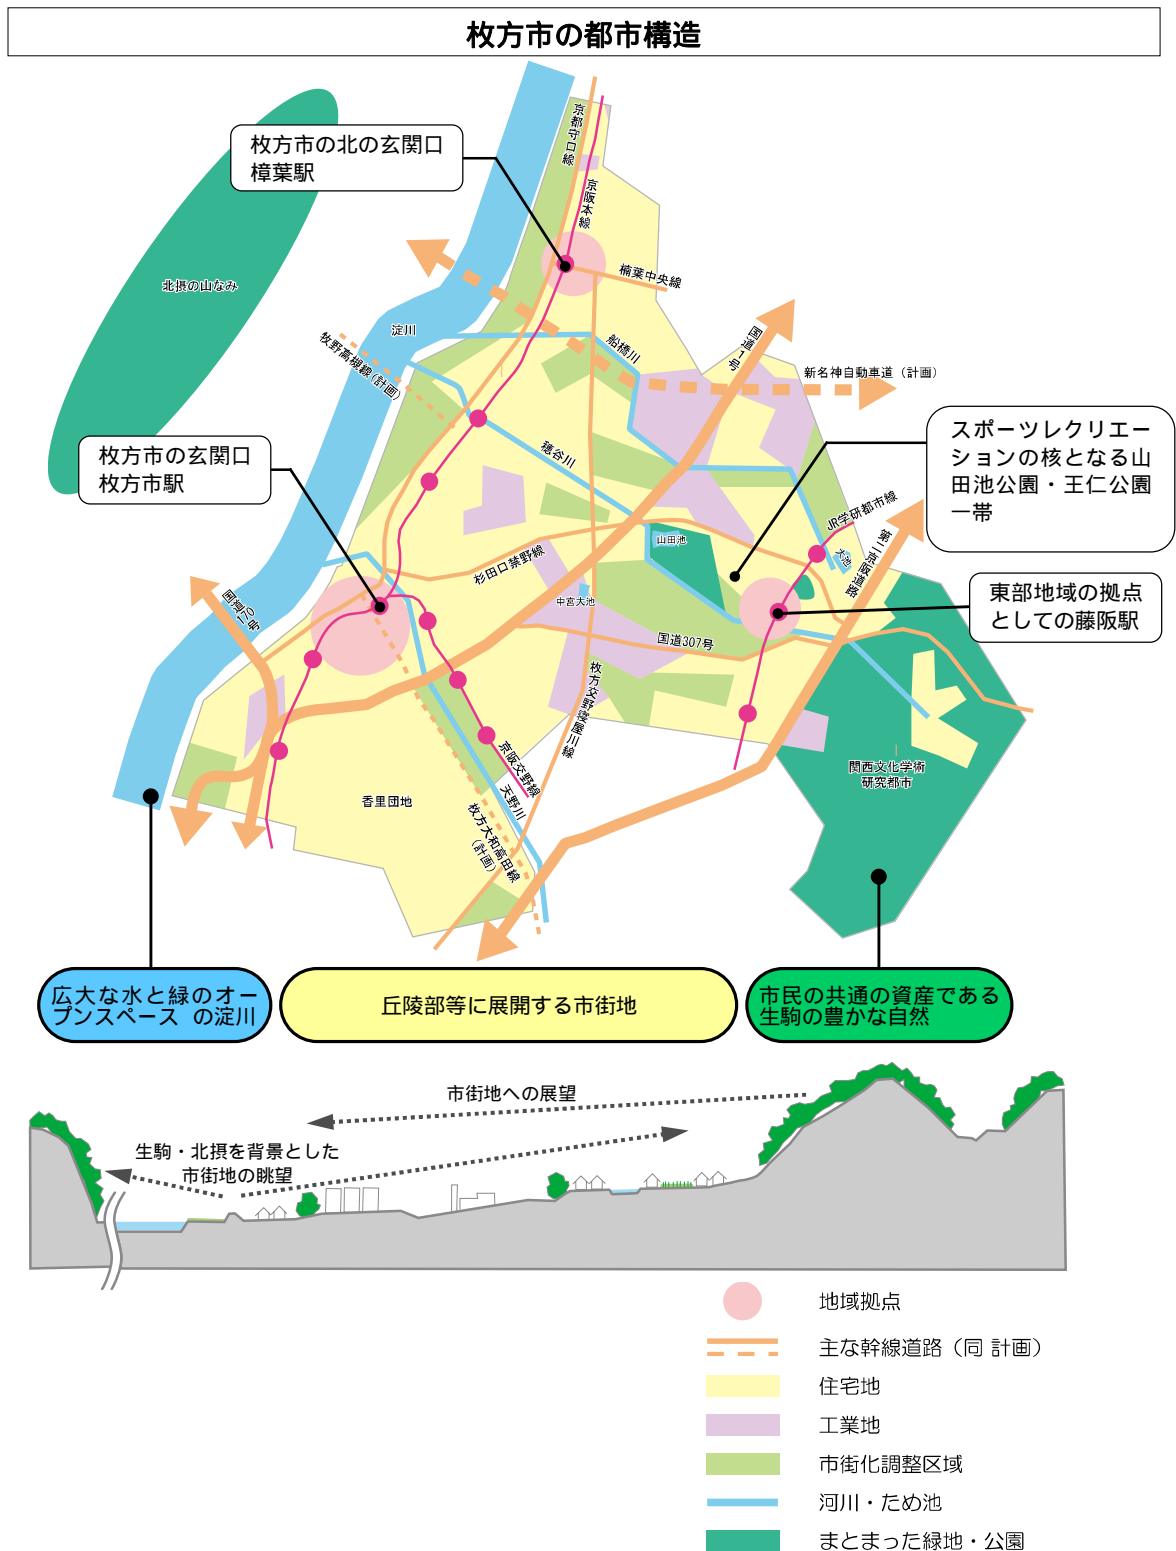 枚方市の都市構造
京都守口線
枚方市の北の玄関口
樟葉駅
京阪本線
北摂の山なみ
楠葉中央線
淀川
国道1号
船橋川
枚野高槻線(計画)
新名神自動車道（計画）
枚方市の玄関口
枚方市駅
スポーツレクリエー
ションの核となる山
田池公園・王仁公園
一帯
穂谷川
JR学研都市線
山田池
大池
第二京阪道路
杉田口禁野線
国道170号
中宮大池
東部地域の拠点
としての藤阪駅
国道307号
枚方交野寝屋川線
京阪交野線
関西文化学術
研究都市
香里団地
天野川
枚方大和高田線
（計画）
広大な水と緑のオー
プンスペース の淀川
丘陵部等に展開する市街地
市民の共通の資産である
生駒の豊かな自然
市街地への展望
生駒・北摂を背景とした
市街地の眺望
地域拠点
主な幹線道路（同 計画）
住宅地
工業地
市街化調整区域
河川・ため池
まとまった緑地・公園